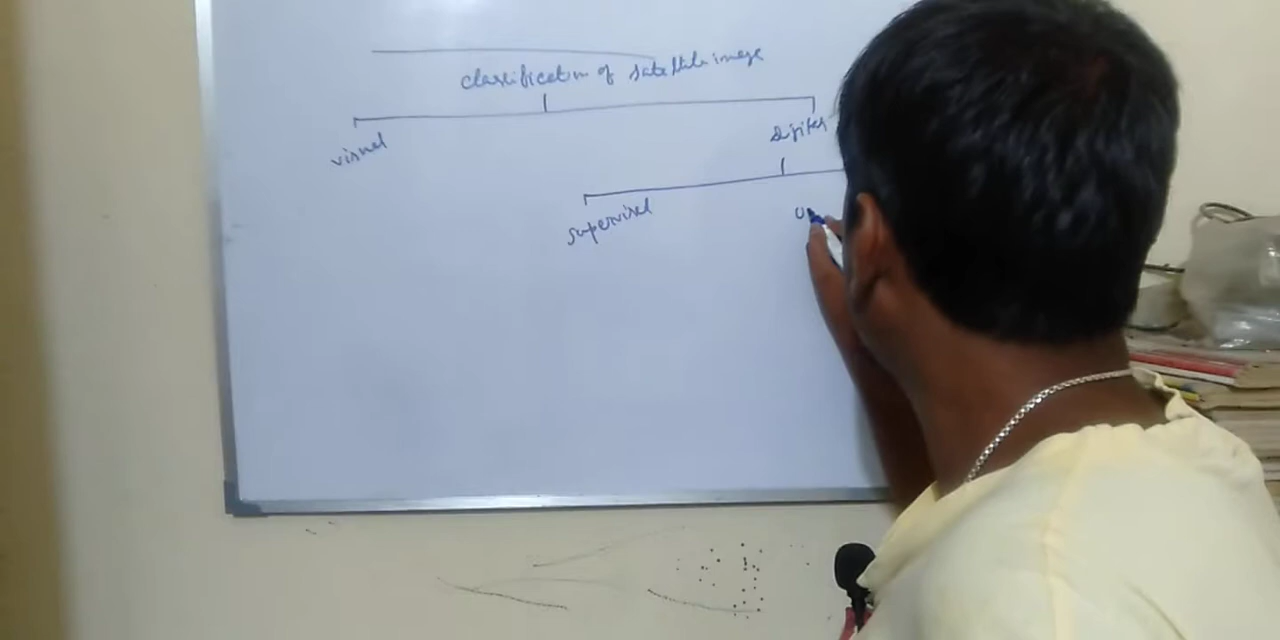 classification of satellite image
visual
Digital
supervised
U